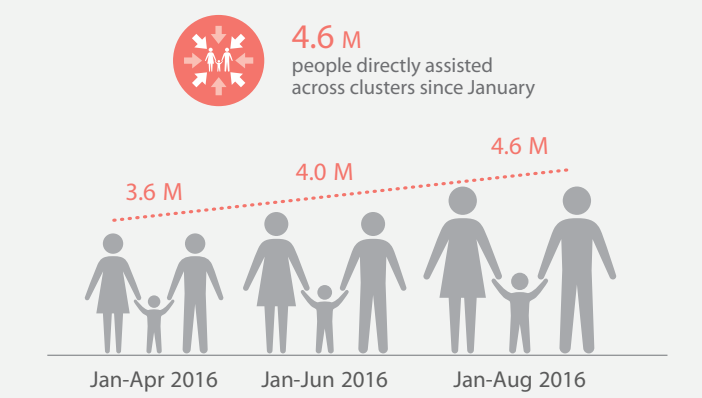 4.6 M
people directly assisted
across clusters since January
3.6 M
4.0 M
4.6 M
Jan-Apr 2016
Jan-Jun 2016
Jan-Aug 2016